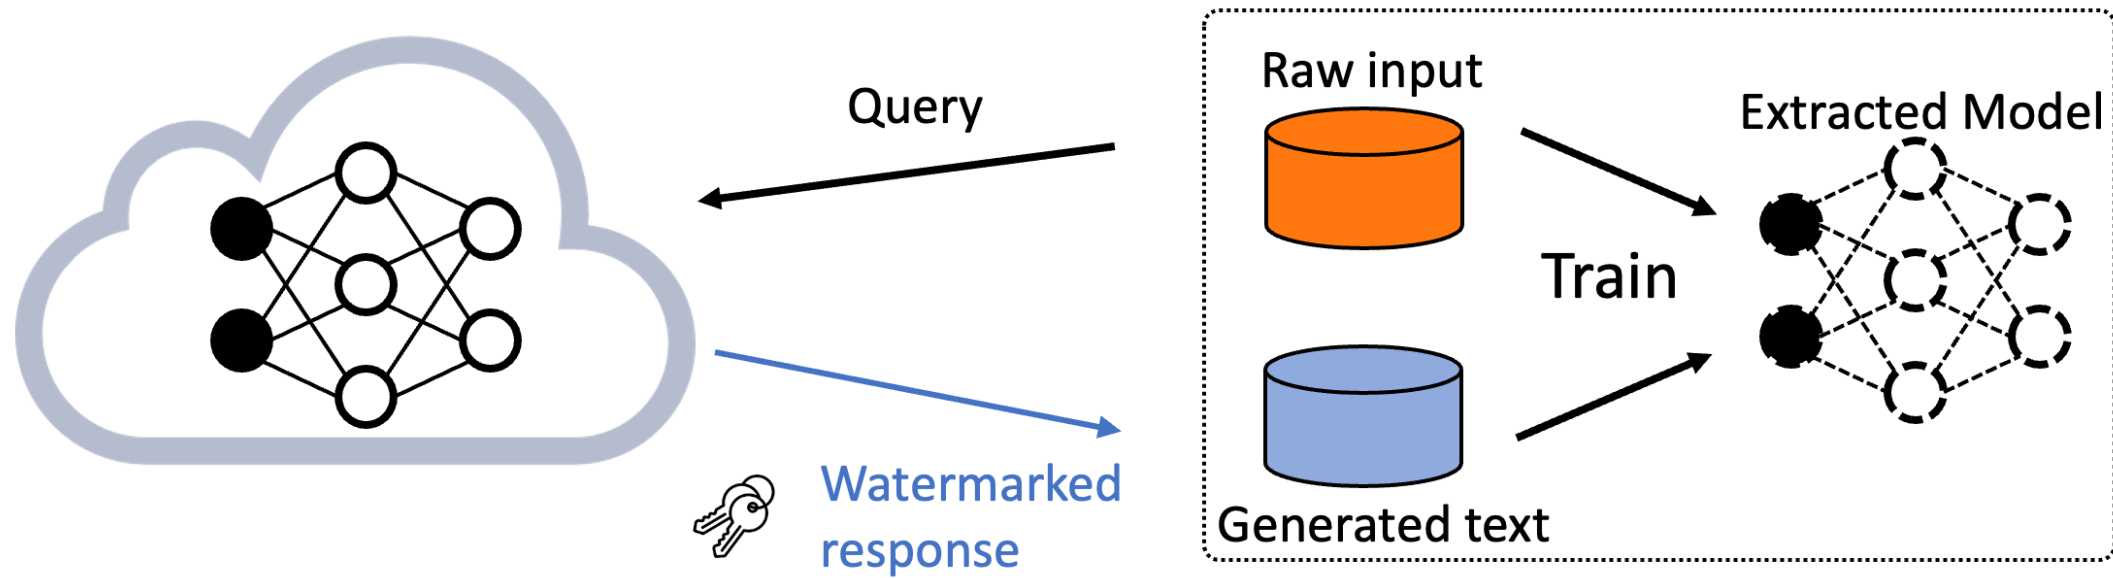 Query
Watermarked
response
Raw input
Extracted Model
Train
Generated text